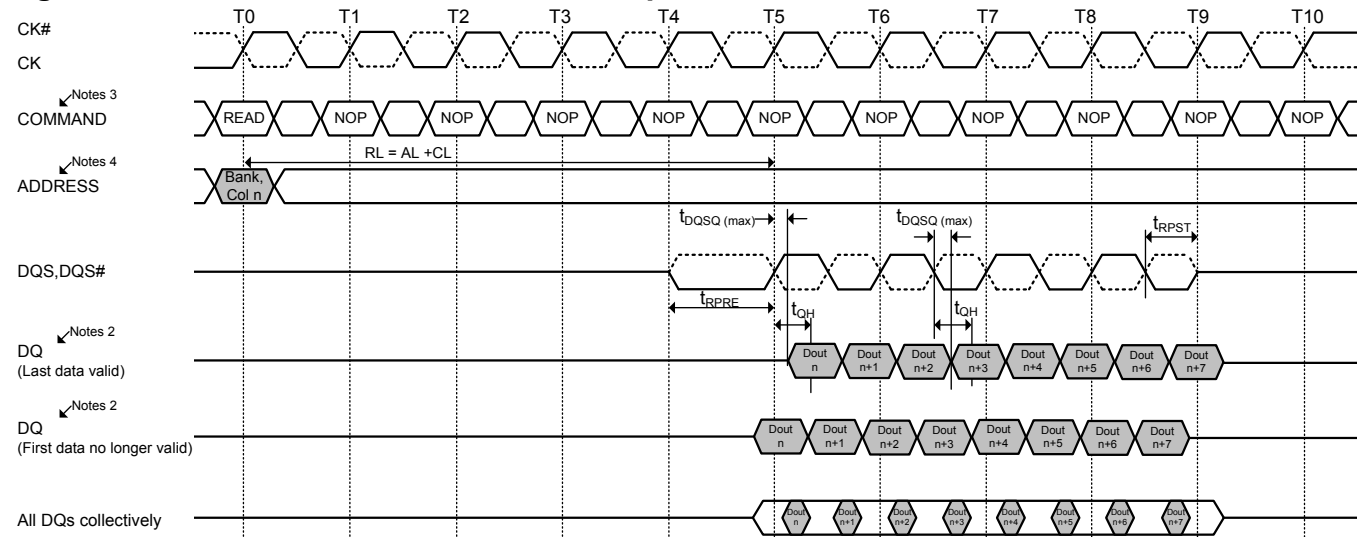 T0 T1 T2 T3 T4 T5 T6 T7 T8 T9 T10
CK#
CK
Notes 3
COMMAND
READ NOP NOP NOP NOP NOP NOP NOP NOP NOP NOP
RL = AL +CL
Notes 4
ADDRESS
Bank,
Col n
tDQSQ (max)
tDQSQ (max)
tRPST
DQS,DQS#
tRPRE
tQH
tQH
Notes 2
DQ
(Last data valid)
Dout n Dout n+1 Dout n+2 Dout n+3 Dout n+4 Dout n+5 Dout n+6 Dout n+7
Notes 2
DQ
(First data no longer valid)
Dout n Dout n+1 Dout n+2 Dout n+3 Dout n+4 Dout n+5 Dout n+6 Dout n+7
All DQs collectively
Dout n Dout n+1 Dout n+2 Dout n+3 Dout n+4 Dout n+5 Dout n+6 Dout n+7